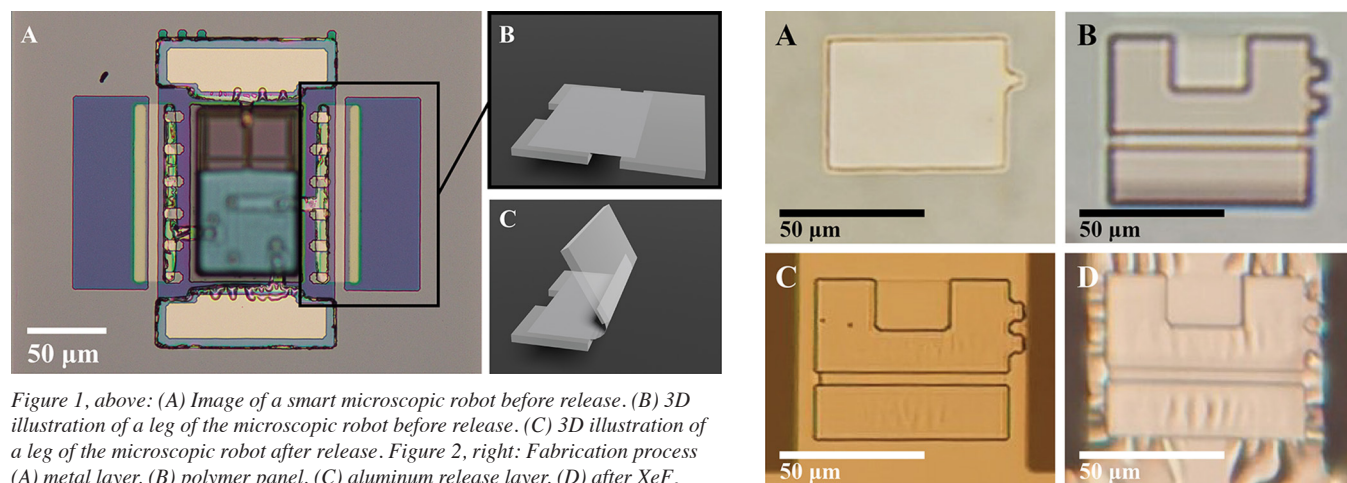 A
50 μm
B
C
A
50 μm
B
50 μm
C
50 μm
D
50 μm
Figure 1, above: (A) Image of a smart microscopic robot before release. (B) 3D
illustration of a leg of the microscopic robot before release. (C) 3D illustration of
a leg of the microscopic robot after release. Figure 2, right: Fabrication process
(A) metal layer, (B) polymer panel, (C) aluminum release layer, (D) after XeF